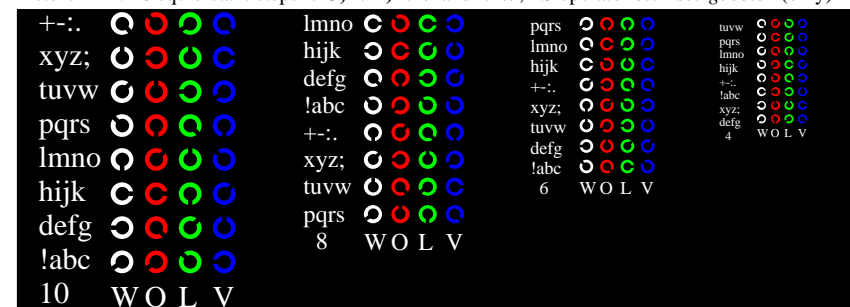 +-:.
xyz;
tuvw
pqrs
lmno
hijk
defg
!abc
10 W O L V
lmno
hijk
defg
!abc
+-:.
xyz;
tuvw
pqrs
8 W O L V
pqrs
lmno
hijk
+-:.
xyz;
tuvw
defg
!abc
6 W O L V
tuvw
pqrs
lmno
hijk
+-:.
!abc
xyz;
defg
4 W O L V